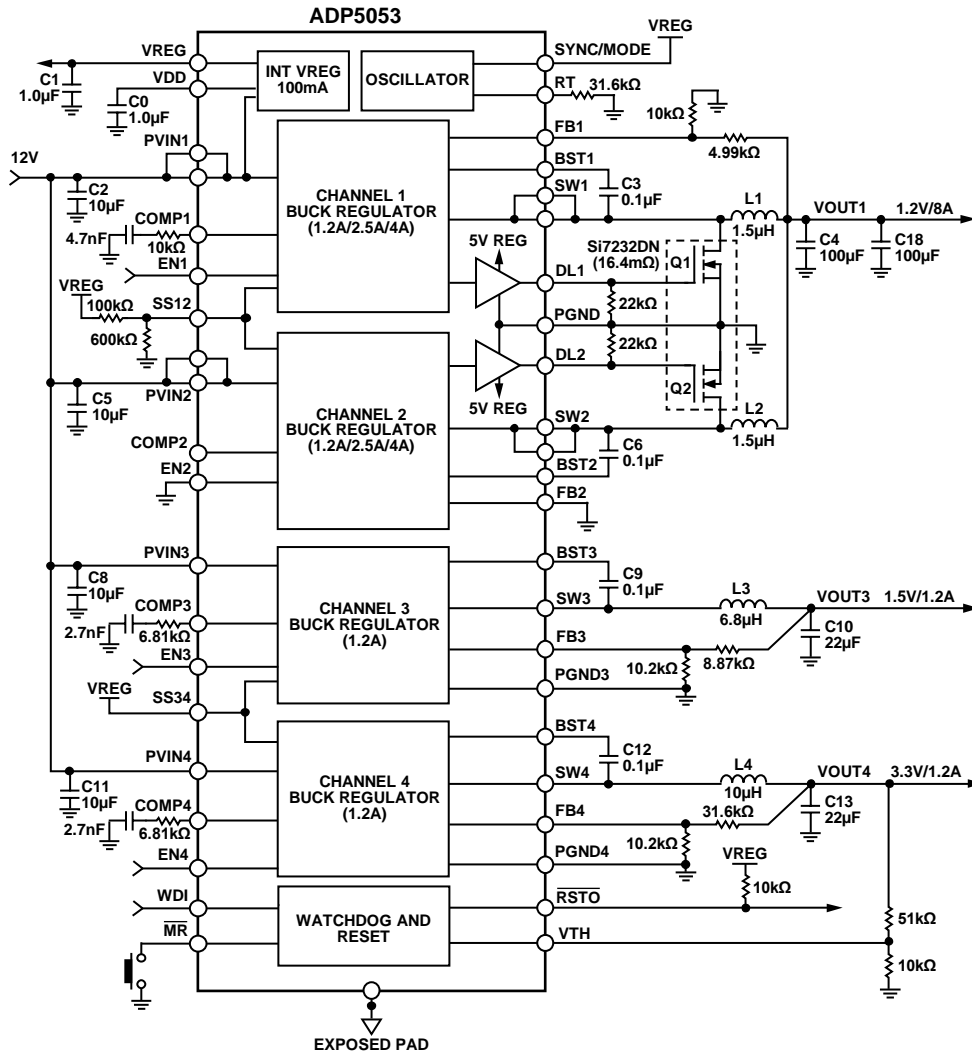 ADP5053
VREG
C1
1.0µF
VDD
C0
1.0µF
INT VREG
100mA
OSCILLATOR
SYNC/MODE
VREG
RT
31.6kΩ
FB1
10kΩ
4.99kΩ
PVIN1
12V
C2
10µF
COMP1
4.7nF
10kΩ
EN1
CHANNEL 1
BUCK REGULATOR
(1.2A/2.5A/4A)
BST1
C3
0.1µF
SW1
L1
1.5µH
VOUT1
1.2V/8A
C4
100µF
C18
100µF
5V REG
Si7232DN
(16.4mΩ)
Q1
DL1
22kΩ
PGND
22kΩ
DL2
5V REG
Q2
VREG
100kΩ
SS12
600kΩ
PVIN2
C5
10µF
COMP2
EN2
CHANNEL 2
BUCK REGULATOR
(1.2A/2.5A/4A)
SW2
L2
1.5µH
C6
0.1µF
BST2
FB2
PVIN3
C8
10µF
COMP3
2.7nF
6.81kΩ
EN3
VREG
SS34
CHANNEL 3
BUCK REGULATOR
(1.2A)
BST3
C9
0.1µF
SW3
L3
6.8µH
VOUT3
1.5V/1.2A
C10
22µF
FB3
8.87kΩ
10.2kΩ
PGND3
PVIN4
C11
10µF
COMP4
2.7nF
6.81kΩ
EN4
CHANNEL 4
BUCK REGULATOR
(1.2A)
BST4
C12
0.1µF
SW4
L4
10µH
VOUT4
3.3V/1.2A
C13
22µF
FB4
31.6kΩ
10.2kΩ
PGND4
VREG
10kΩ
WDI
MR
WATCHDOG AND
RESET
RSTO
VTH
51kΩ
10kΩ
EXPOSED PAD